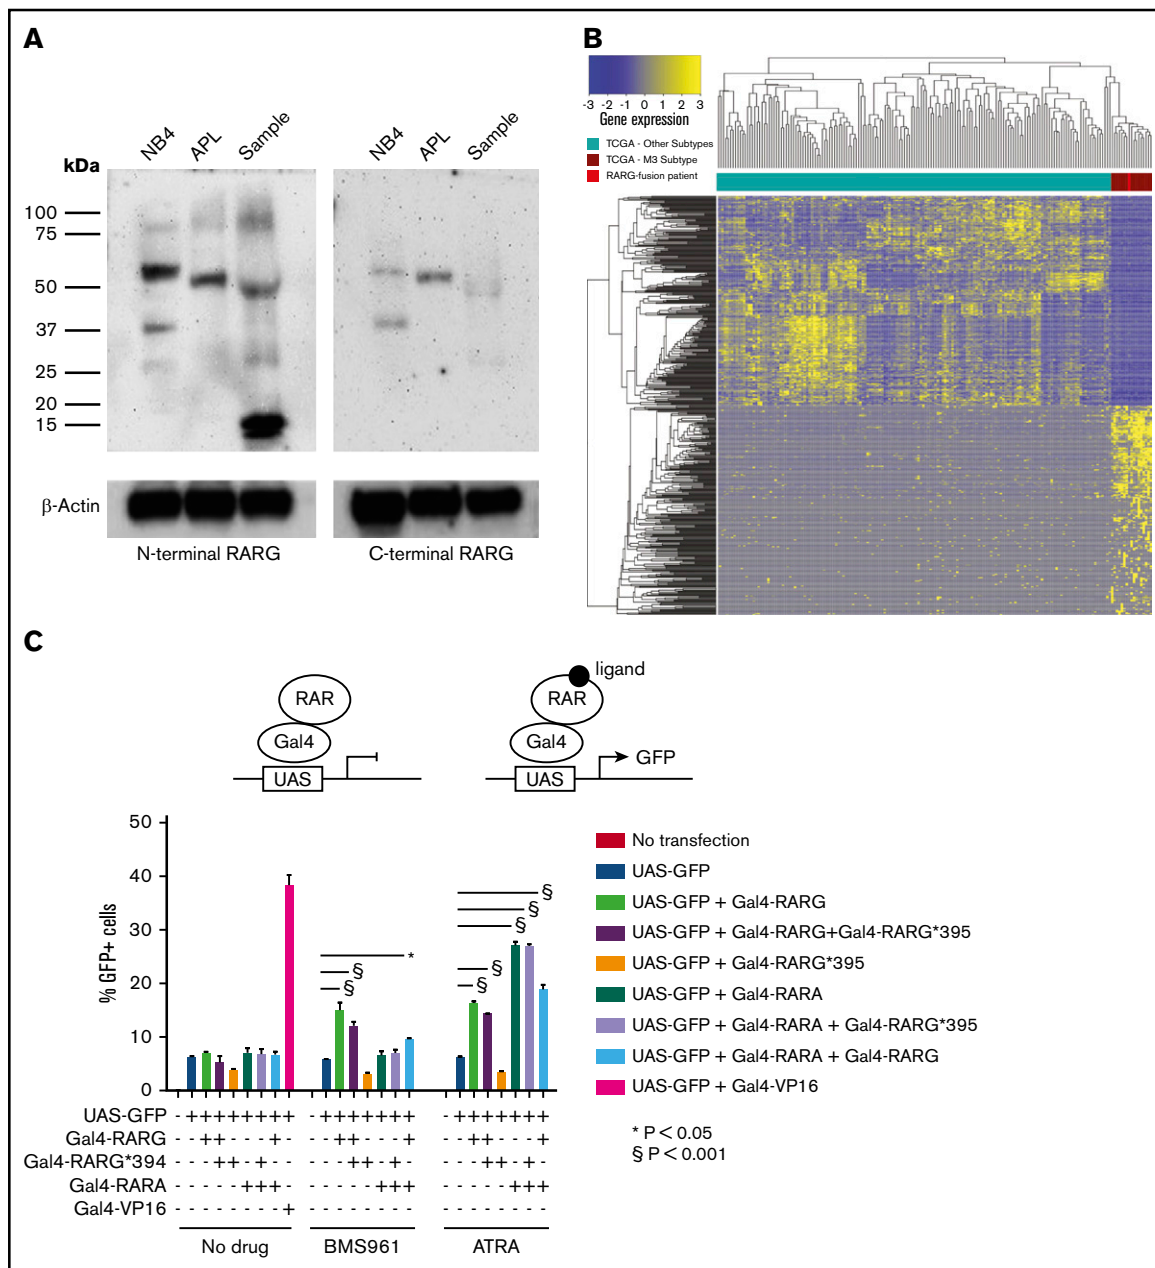 A
NB4 APL Sample NB4 APL Sample
kDa
100
75
50
37
25
20
15
β-Actin
N-terminal RARG C-terminal RARG
B
-3 -2 -1 0 1 2 3
Gene expression
TCGA - Other Subtypes
TCGA - M3 Subtype
RARG-fusion patient
C
RAR
Gal4
UAS
ligand
RAR
Gal4
UAS
GFP
% GFP+ cells
50
40
30
20
10
0
§
§
*
§
§
§
§
§
No transfection
UAS-GFP
UAS-GFP + Gal4-RARG
UAS-GFP + Gal4-RARG+Gal4-RARG*395
UAS-GFP + Gal4-RARG*395
UAS-GFP + Gal4-RARA
UAS-GFP + Gal4-RARA + Gal4-RARG*395
UAS-GFP + Gal4-RARA + Gal4-RARG
UAS-GFP + Gal4-VP16
* P < 0.05
§ P < 0.001
UAS-GFP - + + + + + + + + - + + + + + + + - + + + + + + +
Gal4-RARG - - + + - - - + - - - + + - - - + - - + + - - - +
Gal4-RARG*394 - - - + + - + - - - - - + + - + - - - - + + - + -
Gal4-RARA - - - - - + + + - - - - - - + + + - - - - - + + +
Gal4-VP16 - - - - - - - - + - - - - - - - - - - - - - - - -
No drug BMS961 ATRA